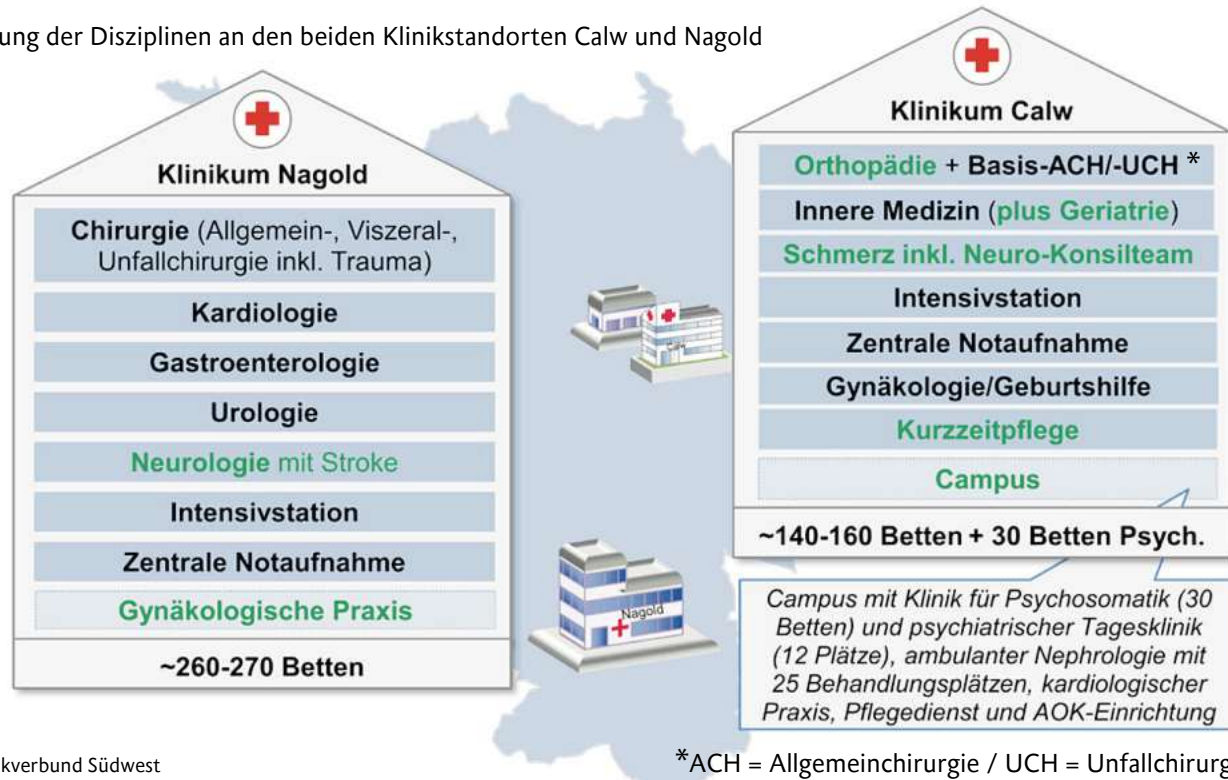 ung der Disziplinen an den beiden Klinikstandorten Calw und Nagold
Klinikum Nagold
Chirurgie (Allgemein-, Viszeral-,
Unfallchirurgie inkl. Trauma)
Kardiologie
Gastroenterologie
Urologie
Neurologie mit Stroke
Intensivstation
Zentrale Notaufnahme
Gynäkologische Praxis
~260-270 Betten
Nagold
Klinikum Calw
Orthopädie + Basis-ACH/-UCH *
Innere Medizin (plus Geriatrie)
Schmerz inkl. Neuro-Konsilteam
Intensivstation
Zentrale Notaufnahme
Gynäkologie/Geburtshilfe
Kurzzeitpflege
Campus
~140-160 Betten + 30 Betten Psych.
Campus mit Klinik für Psychosomatik (30
Betten) und psychiatrischer Tagesklinik
(12 Plätze), ambulanter Nephrologie mit
25 Behandlungsplätzen, kardiologischer
Praxis, Pflegedienst und AOK-Einrichtung
kverbund Südwest
*ACH = Allgemeinchirurgie / UCH = Unfallchirurg